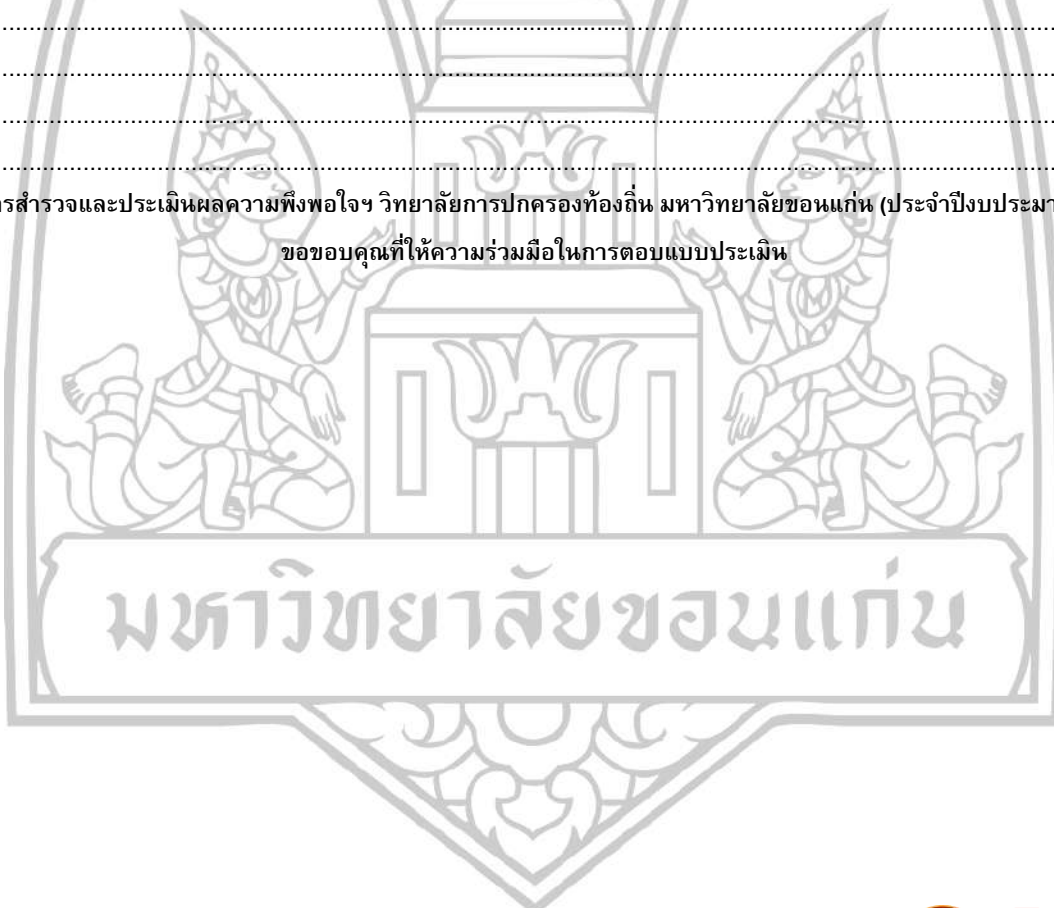 ................................................................................
................................................................................
................................................................................
................................................................................
รสำรวจและประเมินผลความพึงพอใจฯ วิทยาลัยการปกครองท้องถิ่น มหาวิทยาลัยขอนแก่น (ประจำปีงบประมา
ขอขอบคุณที่ให้ความร่วมมือในการตอบแบบประเมิน
มหาวิทยาลัยขอนแก่น